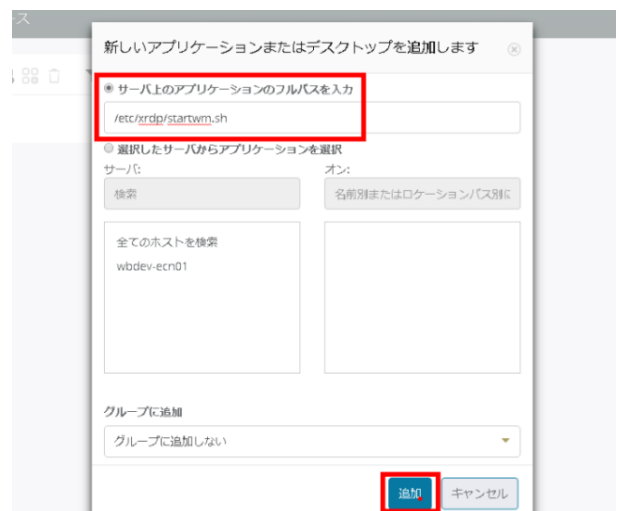 ス
新しいアプリケーションまたはデスクトップを追加します
サーバ上のアプリケーションのフルパスを入力
/etc/xrdp/startwm.sh
選択したサーバからアプリケーションを選択
サーバ: オン:
検索 名前別またはロケーションパス別に
全てのホストを検索
wbdev-ecn01
グループに追加
グループに追加しない
追加 キャンセル